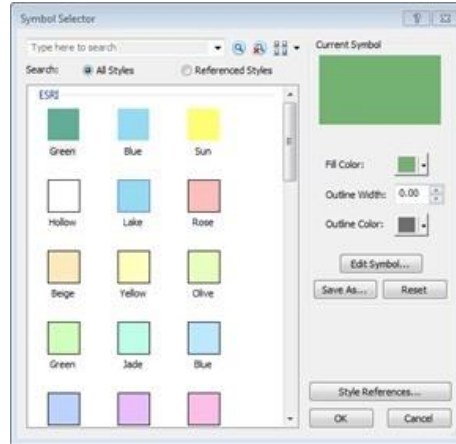 Symbol Selector
Type here to search
Search: All Styles Referenced Styles
ESRI
Green Blue Sun
Hollow Lake Rose
Beige Yellow Olive
Green Jade Blue
Current Symbol
Fill Color:
Outline Width: 0.00
Outline Color:
Edit Symbol...
Save As... Reset
Style References...
OK Cancel